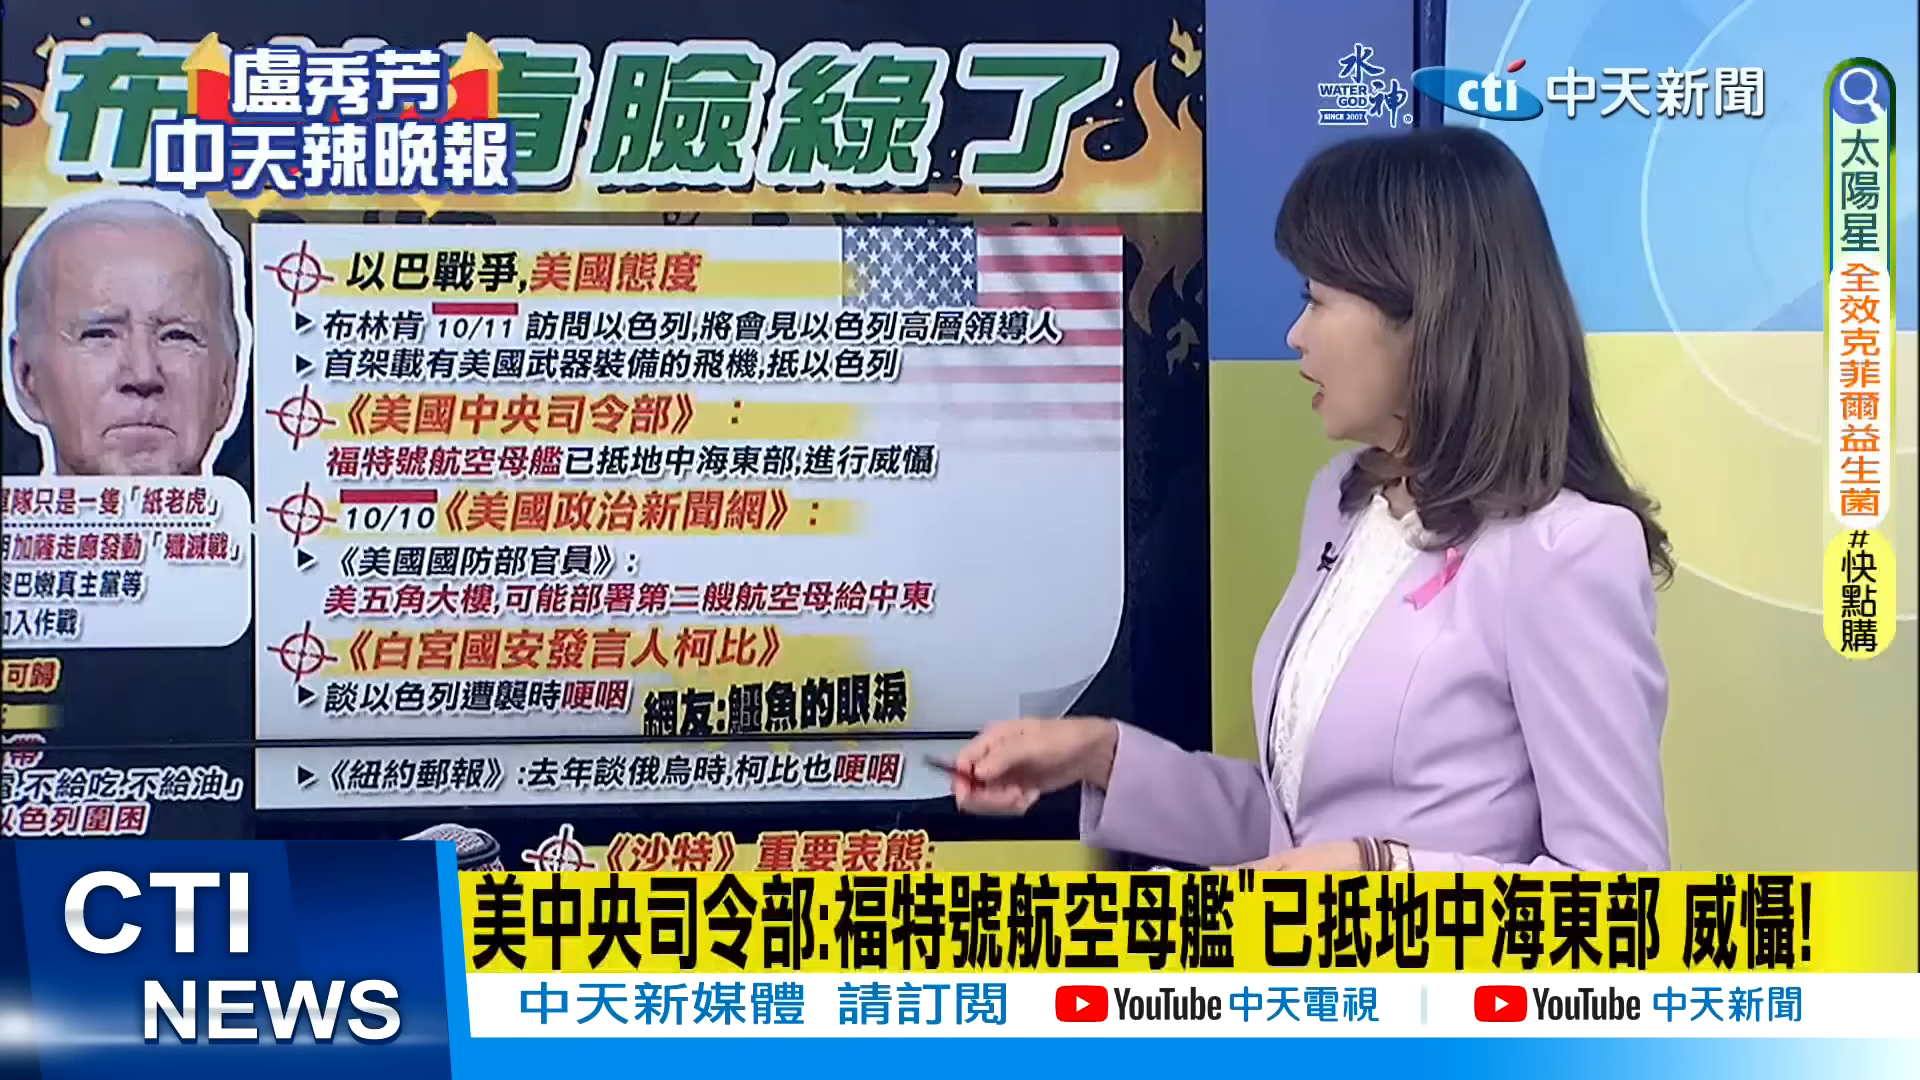 布 肯臉綠了
盧秀芳
中天辣晚報
水神
WATER GOD
SINCE 2007
cti 中天新聞
太陽星
全效克菲爾益生菌
#快點購
以巴戰爭,美國態度
布林肯 10/11 訪問以色列,將會見以色列高層領導人
首架載有美國武器裝備的飛機,抵以色列
《美國中央司令部》:
福特號航空母艦已抵地中海東部,進行威懾
10/10《美國政治新聞網》:
《美國國防部官員》:
美五角大樓,可能部署第二艘航空母給中東
《白宮國安發言人柯比》
談以色列遭襲時哽咽
網友:鱷魚的眼淚
《紐約郵報》:去年談俄烏時,柯比也哽咽
隊只是一隻「紙老虎」
加薩走廊發動「殲滅戰」
黎巴嫩真主黨等
加入作戰
可歸
不給吃.不給油」
以色列圍困
《沙特》重要表態:
CTI
NEWS
美中央司令部:福特號航空母艦"已抵地中海東部 威懾!
中天新媒體 請訂閱 YouTube 中天電視 | YouTube 中天新聞